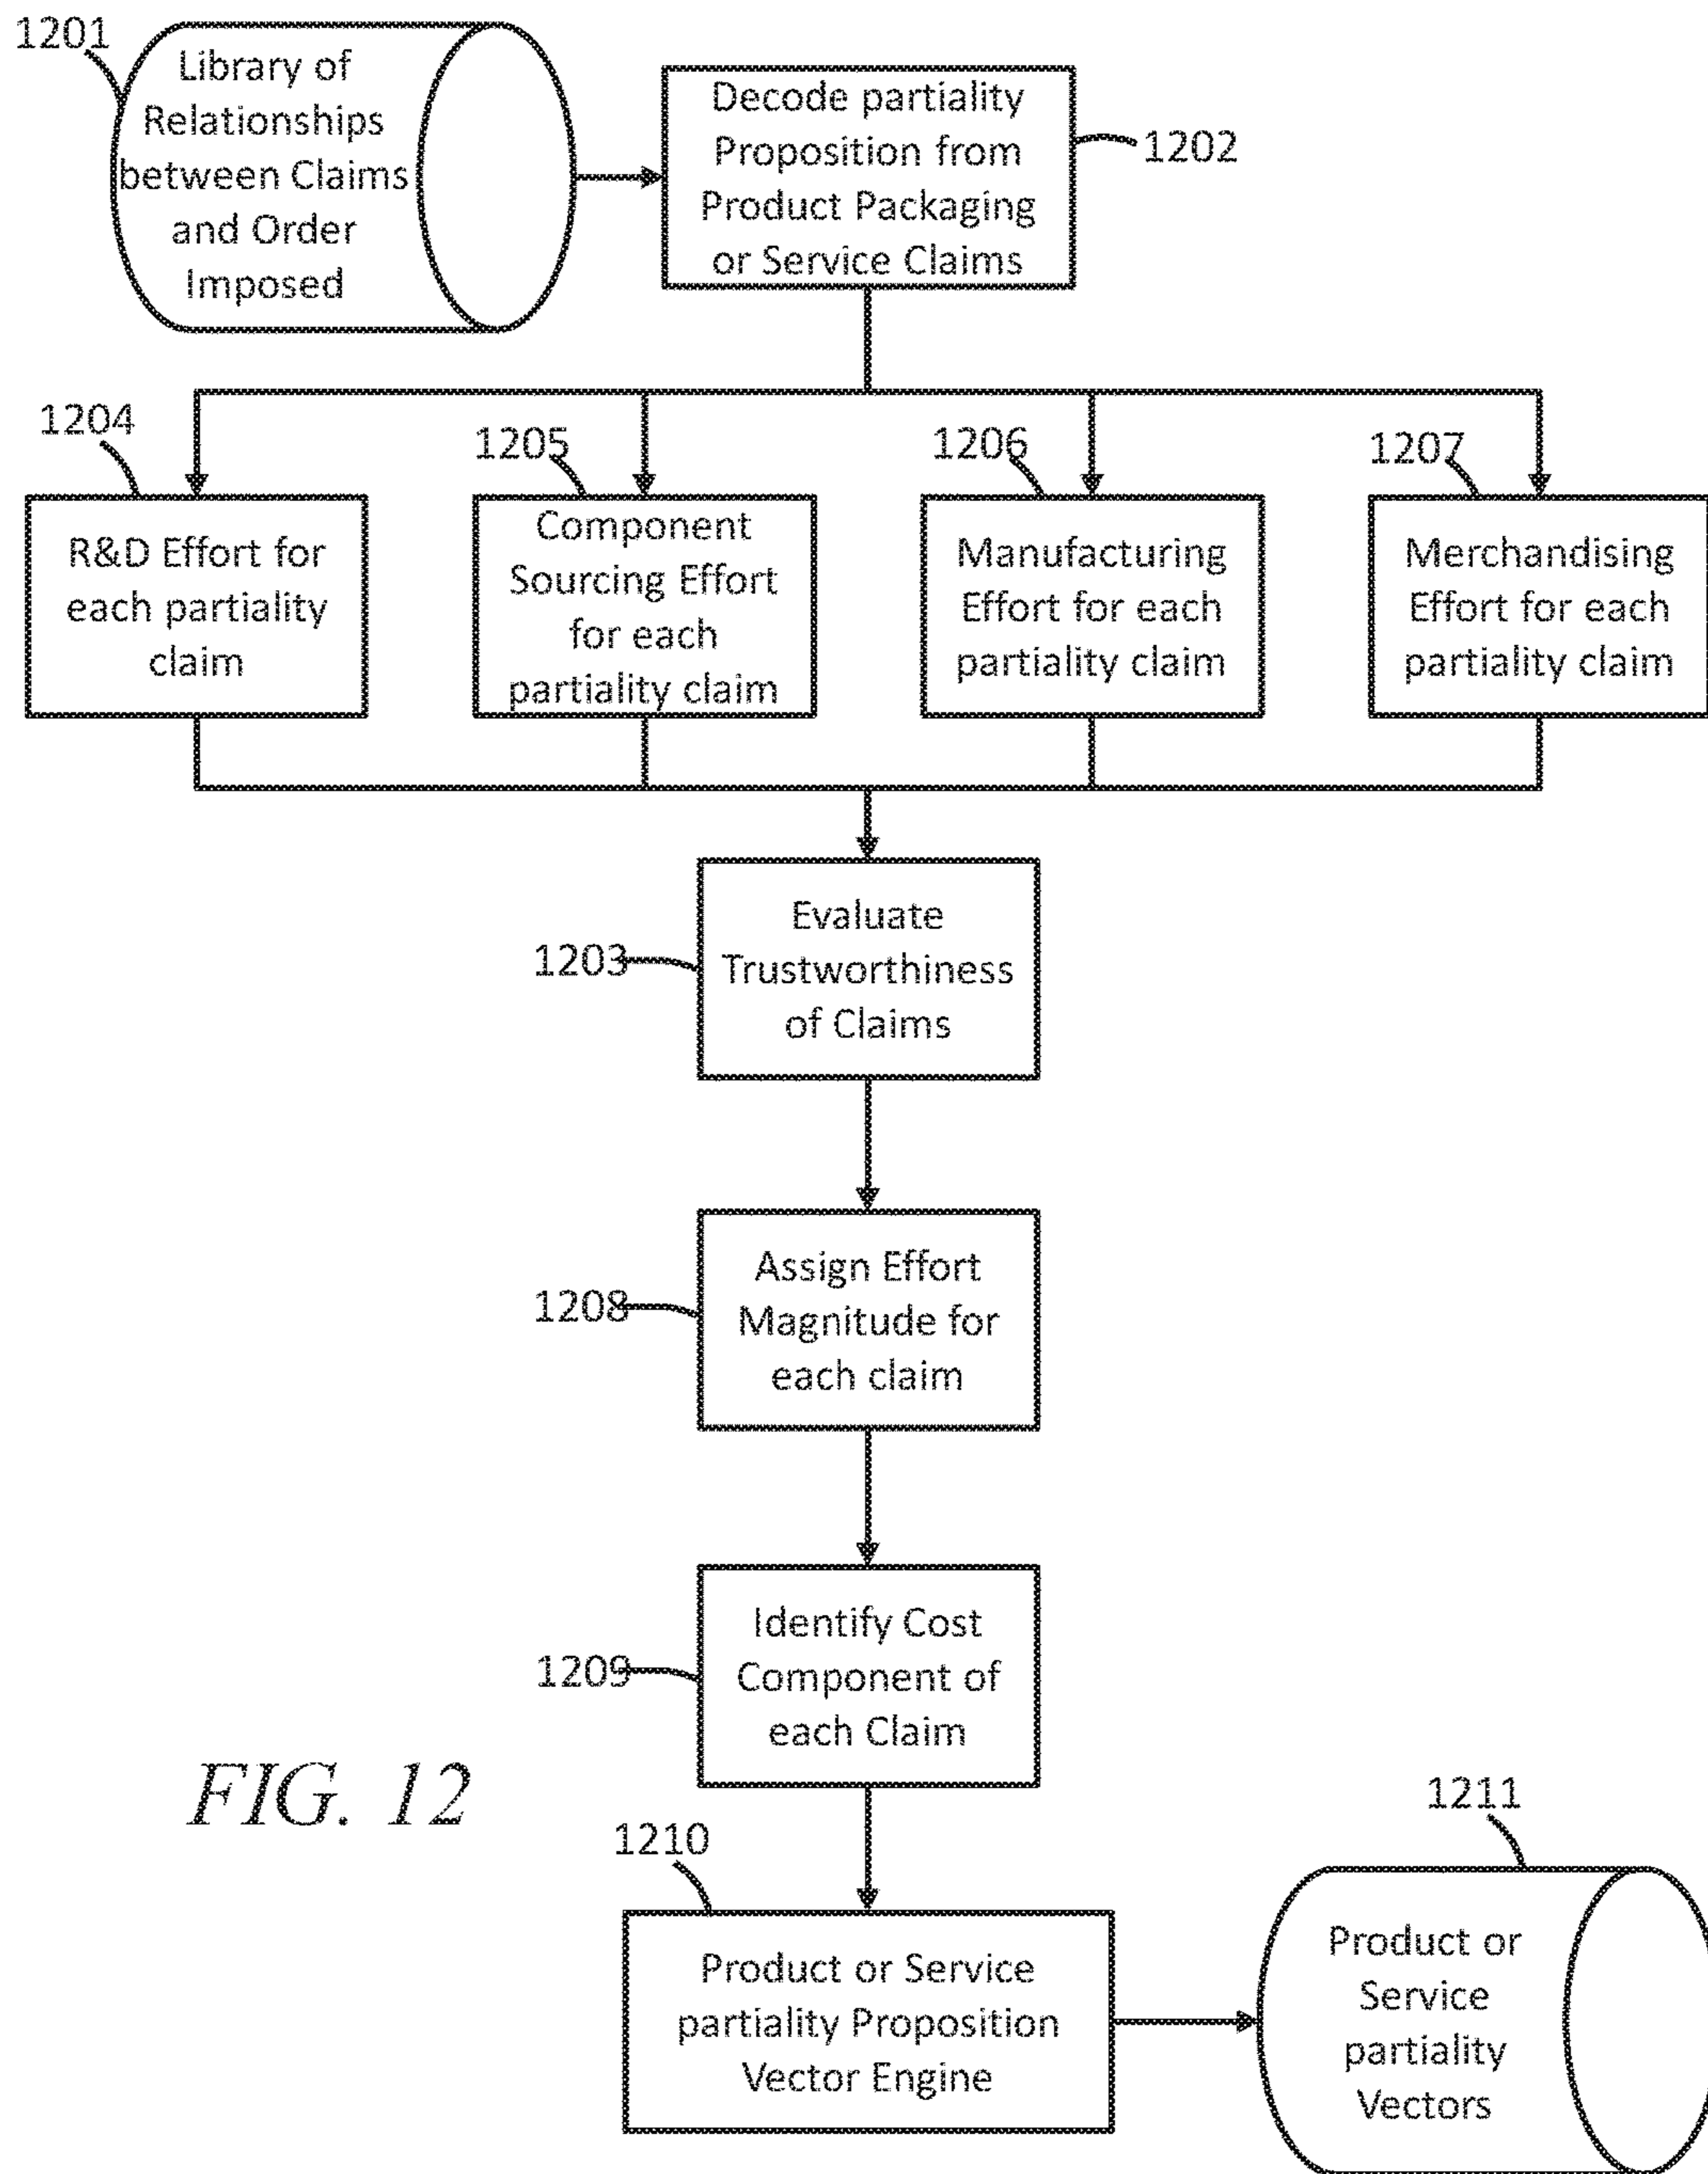 1201
Library of
Relationships
between Claims
and Order
Imposed
Decode partiality
Proposition from
Product Packaging
or Service Claims
1202
1204
R&D Effort for
each partiality
claim
1205
Component
Sourcing Effort
for each
partiality claim
1206
Manufacturing
Effort for each
partiality claim
1207
Merchandising
Effort for each
partiality claim
1203
Evaluate
Trustworthiness
of Claims
1208
Assign Effort
Magnitude for
each claim
1209
Identify Cost
Component of
each Claim
FIG. 12
1210
Product or Service
partiality Proposition
Vector Engine
1211
Product or
Service
partiality
Vectors